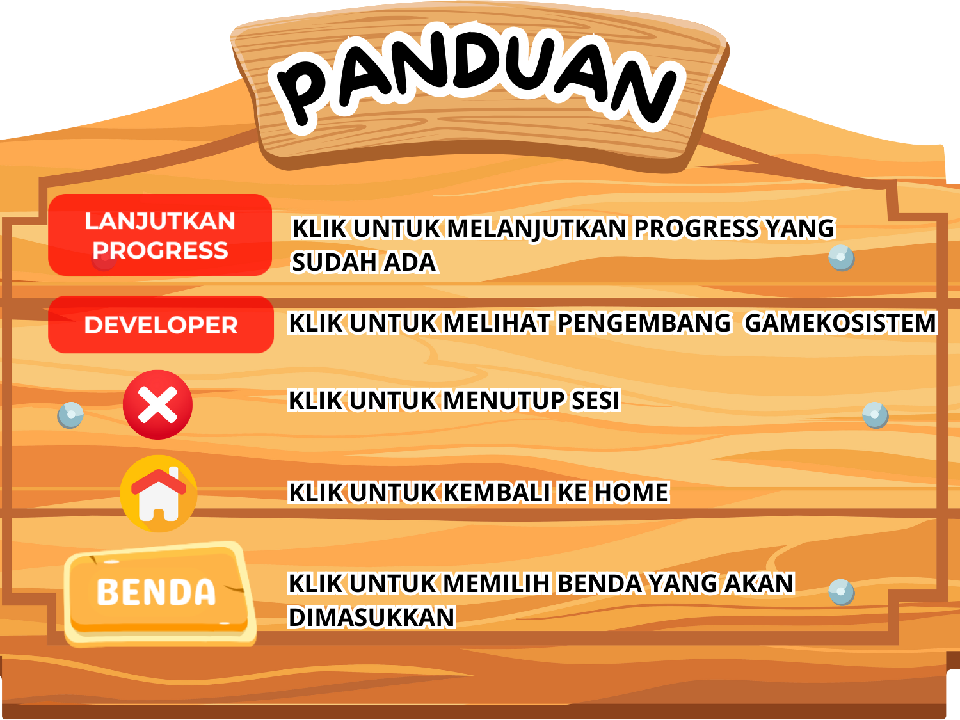 PANDUAN
LANJUTKAN
PROGRESS
KLIK UNTUK MELANJUTKAN PROGRESS YANG
SUDAH ADA
DEVELOPER
KLIK UNTUK MELIHAT PENGEMBANG GAMEKOSISTEM
KLIK UNTUK MENUTUP SESI
KLIK UNTUK KEMBALI KE HOME
BENDA
KLIK UNTUK MEMILIH BENDA YANG AKAN
DIMASUKKAN